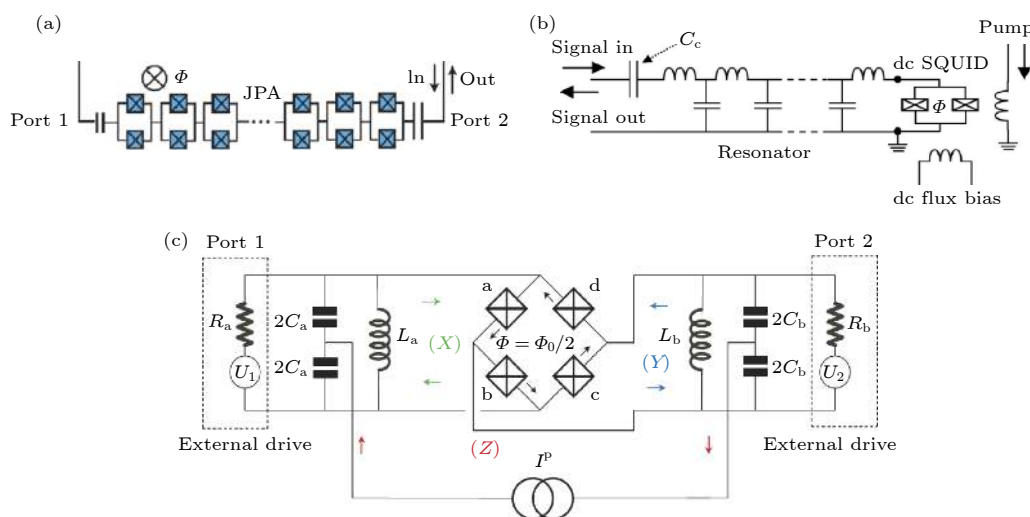 (a)
Φ
JPA
ln
Out
Port 1
Port 2
(b)
Signal in
C_c
Pump
dc SQUID
Φ
Signal out
Resonator
dc flux bias
(c)
Port 1
Port 2
a
d
R_a
2C_a
L_a
(X)
Φ = Φ_0/2
(Y)
L_b
2C_b
R_b
U_1
2C_a
b
c
2C_b
U_2
External drive
(Z)
External drive
I^p